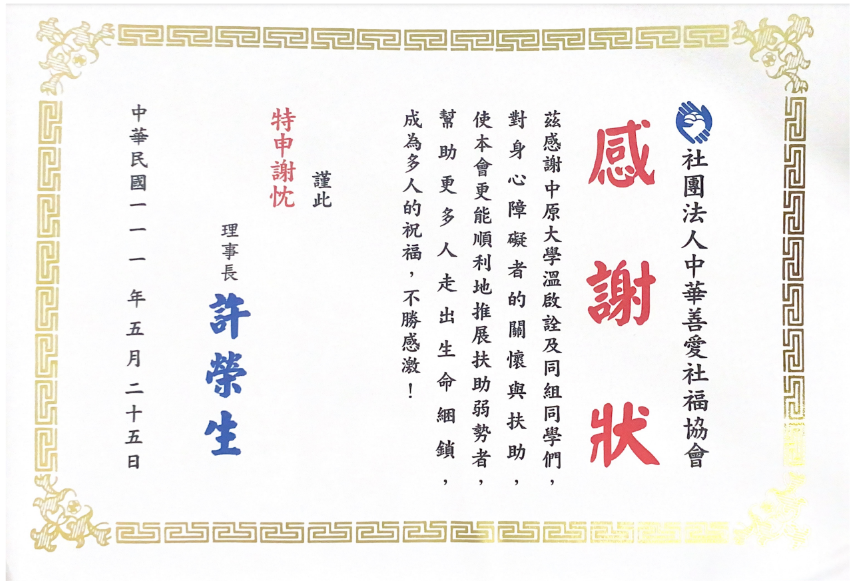 社團法人中華善愛社福協會
感謝狀
茲感謝中原大學溫啟詮及同組同學們，
對身心障礙者的關懷與扶助，
使本會更能順利地推展扶助弱勢者，
幫助更多人走出生命綑鎖，
成為多人的祝福，不勝感激！
謹此
特申謝忱
理事長 許榮生
中華民國一一一年五月二十五日